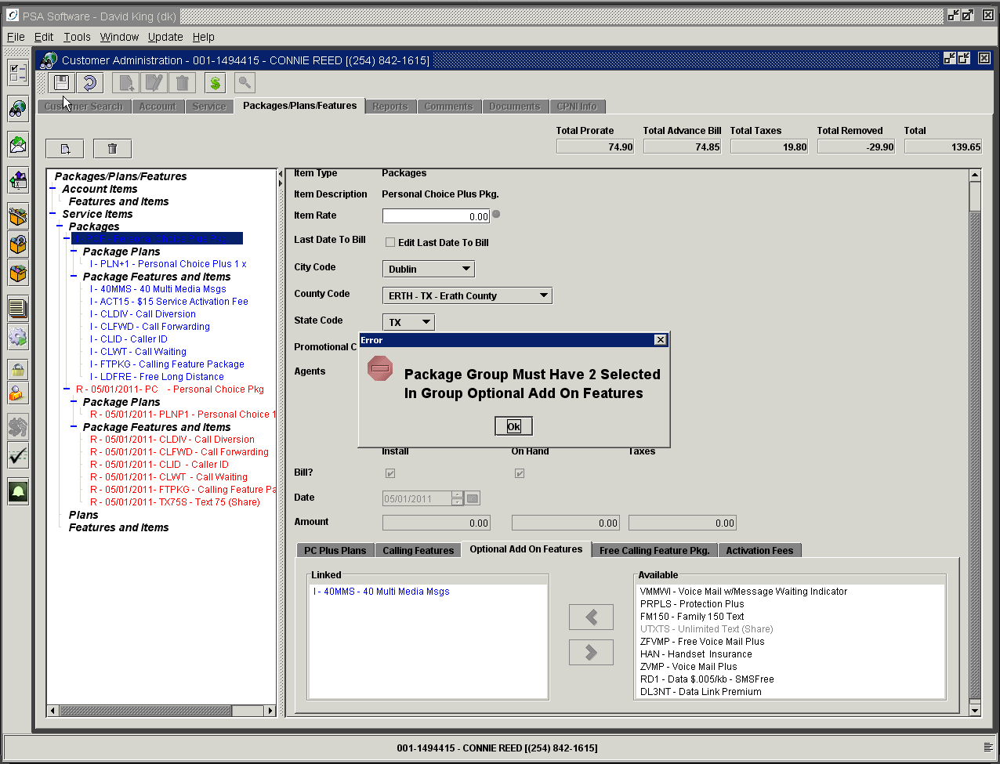 PSA Software - David King (dk)
File Edit Tools Window Update Help
Customer Administration - 001-1494415 - CONNIE REED [(254) 842-1615]
Customer Search Account Service Packages/Plans/Features Reports Comments Documents CPNI Info
Total Prorate Total Advance Bill Total Taxes Total Removed Total
74.90 74.85 19.80 -29.90 139.65
Packages/Plans/Features
Account Items
Features and Items
Service Items
Packages
Personal Choice Plus Pkg.
Package Plans
I - PLN+1 - Personal Choice Plus 1 x
Package Features and Items
I - 40MMS - 40 Multi Media Msgs
I - ACT15 - $15 Service Activation Fee
I - CLDIV - Call Diversion
I - CLFWD - Call Forwarding
I - CLID - Caller ID
I - CLWT - Call Waiting
I - FTPKG - Calling Feature Package
I - LDFRE - Free Long Distance
R - 05/01/2011- PC - Personal Choice Pkg
Package Plans
R - 05/01/2011- PLNP1 - Personal Choice 1
Package Features and Items
R - 05/01/2011- CLDIV - Call Diversion
R - 05/01/2011- CLFWD - Call Forwarding
R - 05/01/2011- CLID - Caller ID
R - 05/01/2011- CLWT - Call Waiting
R - 05/01/2011- FTPKG - Calling Feature Pa
R - 05/01/2011- TX75S - Text 75 (Share)
Plans
Features and Items
Item Type Packages
Item Description Personal Choice Plus Pkg.
Item Rate 0.00
Last Date To Bill Edit Last Date To Bill
City Code Dublin
County Code ERTH - TX - Erath County
State Code TX
Promotional C
Agents
Error
Package Group Must Have 2 Selected
In Group Optional Add On Features
Ok
Install On Hand Taxes
Bill?
Date 05/01/2011
Amount 0.00 0.00 0.00
PC Plus Plans Calling Features Optional Add On Features Free Calling Feature Pkg. Activation Fees
Linked
I - 40MMS - 40 Multi Media Msgs
Available
VMMWI - Voice Mail w/Message Waiting Indicator
PRPLS - Protection Plus
FM150 - Family 150 Text
UTXTS - Unlimited Text (Share)
ZFVMP - Free Voice Mail Plus
HAN - Handset Insurance
ZVMP - Voice Mail Plus
RD1 - Data $.005/kb - SMSFree
DL3NT - Data Link Premium
001-1494415 - CONNIE REED [(254) 842-1615]